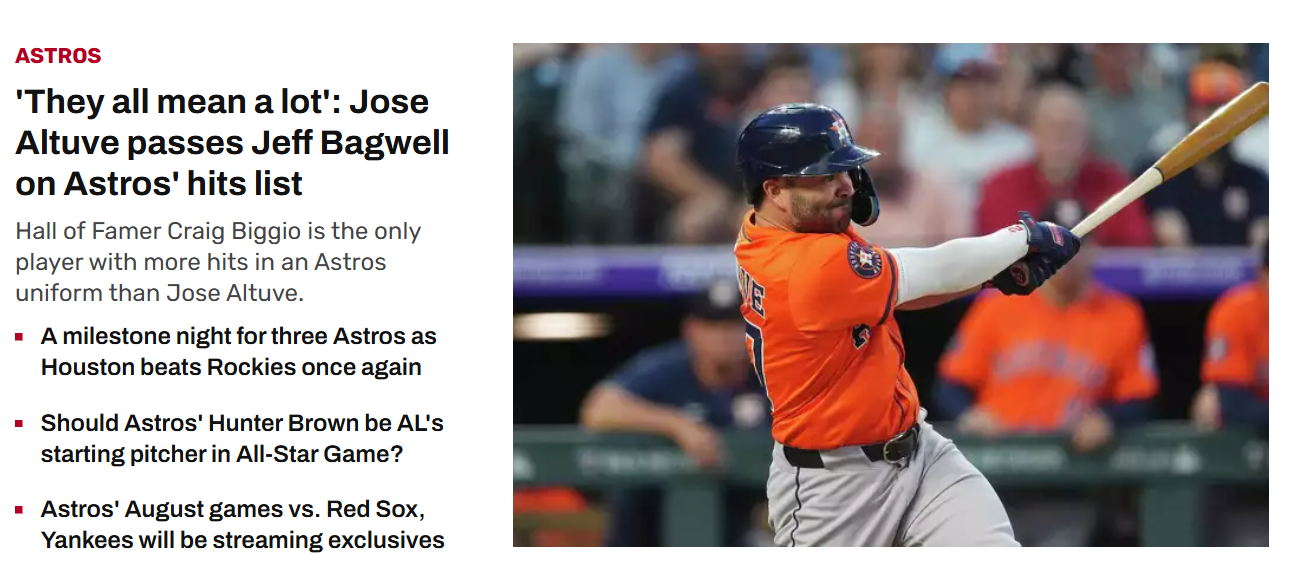 ASTROS
'They all mean a lot': Jose
Altuve passes Jeff Bagwell
on Astros' hits list
Hall of Famer Craig Biggio is the only
player with more hits in an Astros
uniform than Jose Altuve.
A milestone night for three Astros as
Houston beats Rockies once again
Should Astros' Hunter Brown be AL's
starting pitcher in All-Star Game?
Astros' August games vs. Red Sox,
Yankees will be streaming exclusives